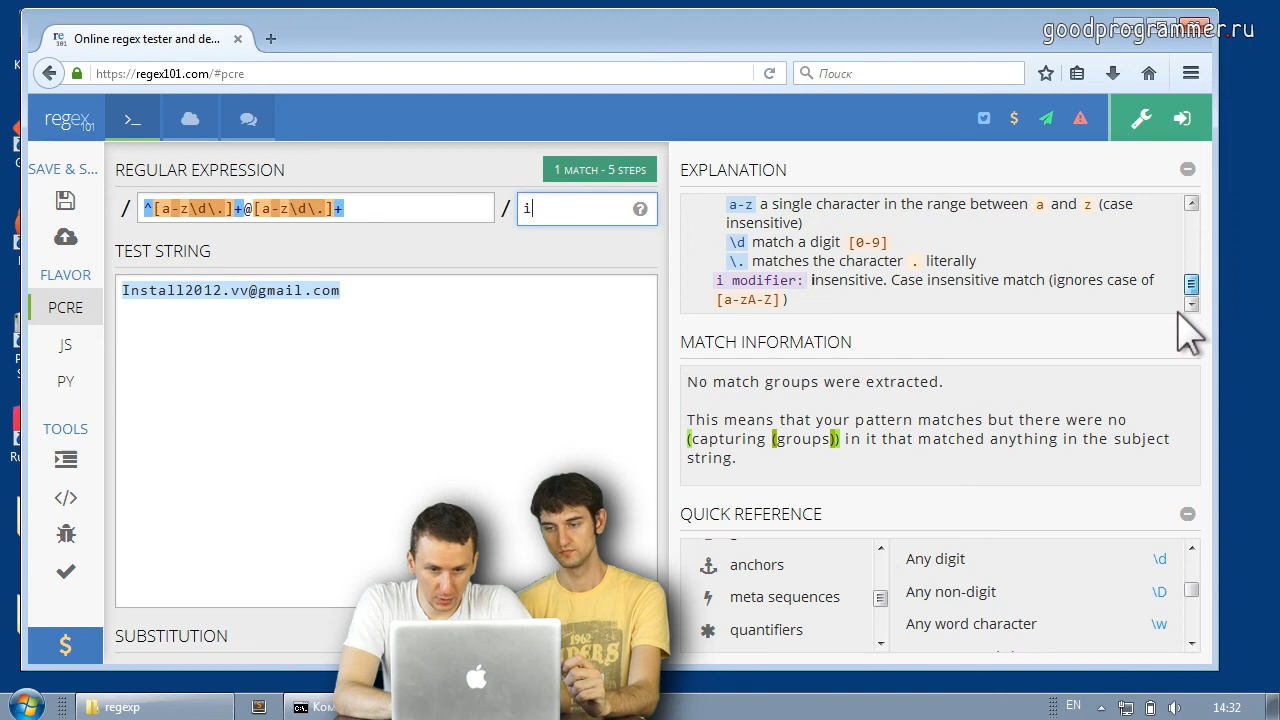 goodprogrammer.ru
re
101
Online regex tester and de...
https://regex101.com/#pcre
Поиск
regex
101
SAVE & S...
REGULAR EXPRESSION
1 MATCH - 5 STEPS
EXPLANATION
/ ^[a-z\d\.]+@[a-z\d\.]+ / i
TEST STRING
Install2012.vv@gmail.com
a-z a single character in the range between a and z (case
insensitive)
\d match a digit [0-9]
\. matches the character . literally
i modifier: insensitive. Case insensitive match (ignores case of
[a-zA-Z])
FLAVOR
PCRE
JS
PY
TOOLS
MATCH INFORMATION
No match groups were extracted.
This means that your pattern matches but there were no
(capturing (groups)) in it that matched anything in the subject
string.
QUICK REFERENCE
anchors
meta sequences
quantifiers
Any digit \d
Any non-digit \D
Any word character \w
SUBSTITUTION
$
1962
regexp
EN
14:32